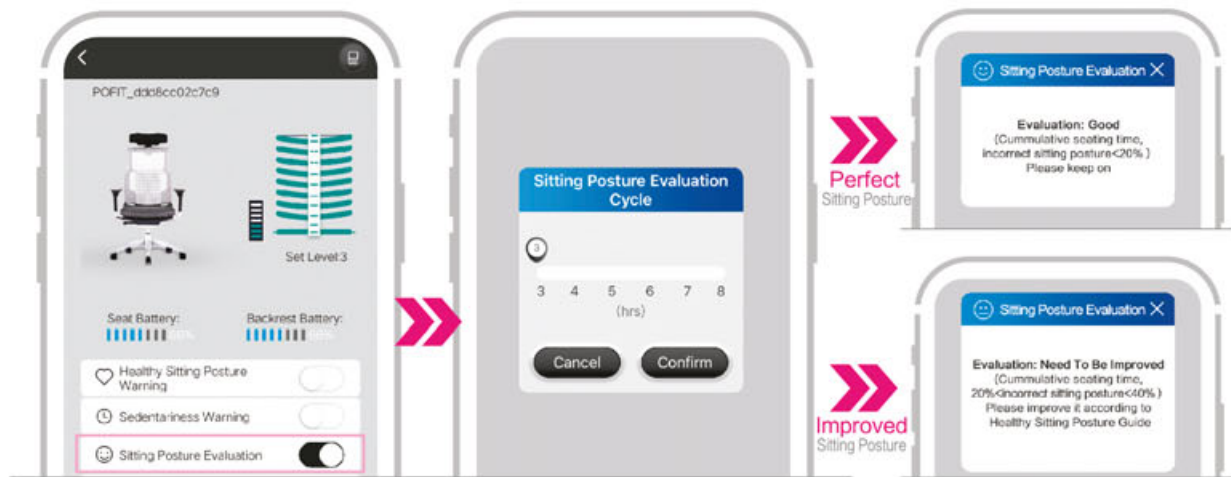 POFIT_ddd8cc02c7c9
Set Level:3
Seat Battery:
Backrest Battery:
Healthy Sitting Posture
Warning
Sedentariness Warning
Sitting Posture Evaluation
Sitting Posture Evaluation
Cycle
3
3 4 5 6 7 8
(hrs)
Cancel Confirm
Perfect
Sitting Posture
Improved
Sitting Posture
Sitting Posture Evaluation
Evaluation: Good
(Cummulative seating time,
incorrect sitting posture<20% )
Please keep on
Sitting Posture Evaluation
Evaluation: Need To Be Improved
(Cummulative seating time,
20%<incorrect sitting posture<40% )
Please improve it according to
Healthy Sitting Posture Guide